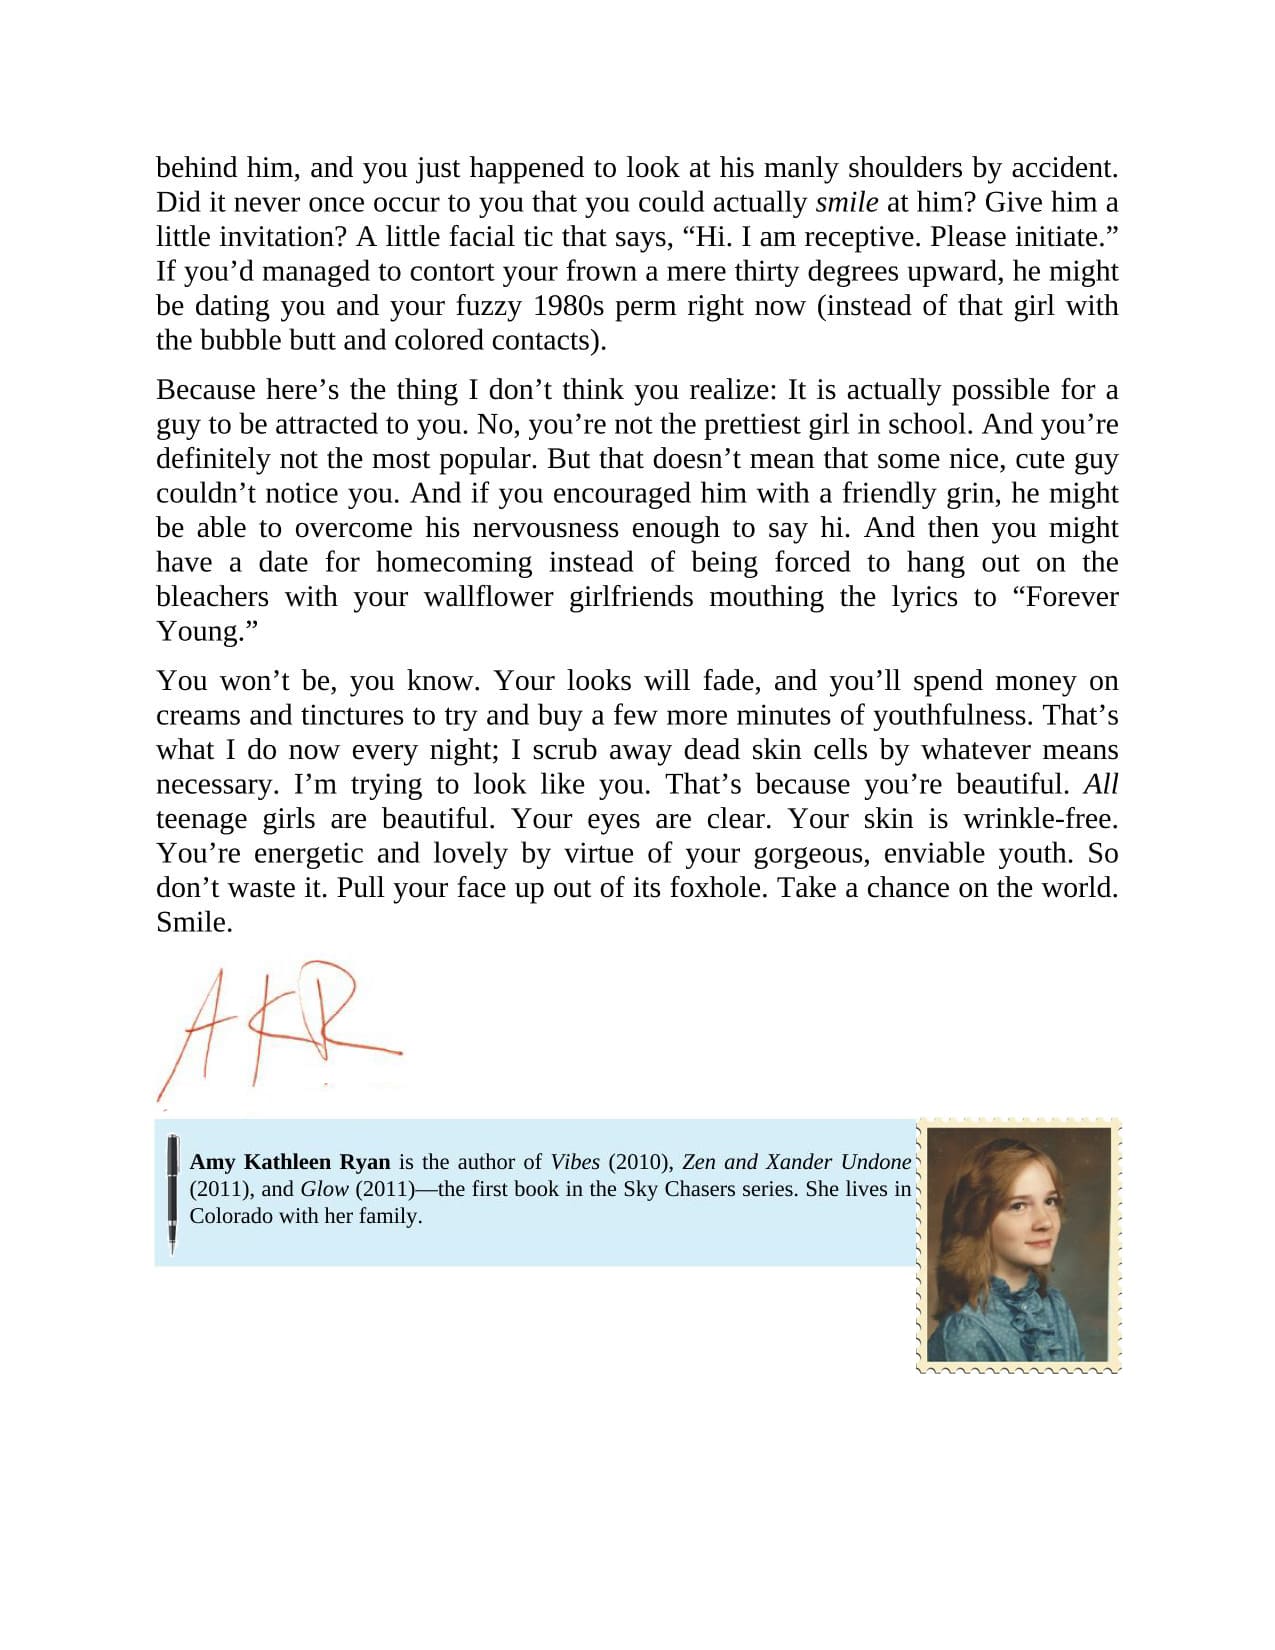 behind him, and you just happened to look at his manly shoulders by accident.
Did it never once occur to you that you could actually smile at him? Give him a
little invitation? A little facial tic that says, “Hi. I am receptive. Please initiate.”
If you’d managed to contort your frown a mere thirty degrees upward, he might
be dating you and your fuzzy 1980s perm right now (instead of that girl with
the bubble butt and colored contacts).
Because here’s the thing I don’t think you realize: It is actually possible for a
guy to be attracted to you. No, you’re not the prettiest girl in school. And you’re
definitely not the most popular. But that doesn’t mean that some nice, cute guy
couldn’t notice you. And if you encouraged him with a friendly grin, he might
be able to overcome his nervousness enough to say hi. And then you might
have a date for homecoming instead of being forced to hang out on the
bleachers with your wallflower girlfriends mouthing the lyrics to “Forever
Young.”
You won’t be, you know. Your looks will fade, and you’ll spend money on
creams and tinctures to try and buy a few more minutes of youthfulness. That’s
what I do now every night; I scrub away dead skin cells by whatever means
necessary. I’m trying to look like you. That’s because you’re beautiful. All
teenage girls are beautiful. Your eyes are clear. Your skin is wrinkle-free.
You’re energetic and lovely by virtue of your gorgeous, enviable youth. So
don’t waste it. Pull your face up out of its foxhole. Take a chance on the world.
Smile.
AKR
Amy Kathleen Ryan is the author of Vibes (2010), Zen and Xander Undone
(2011), and Glow (2011)—the first book in the Sky Chasers series. She lives in
Colorado with her family.